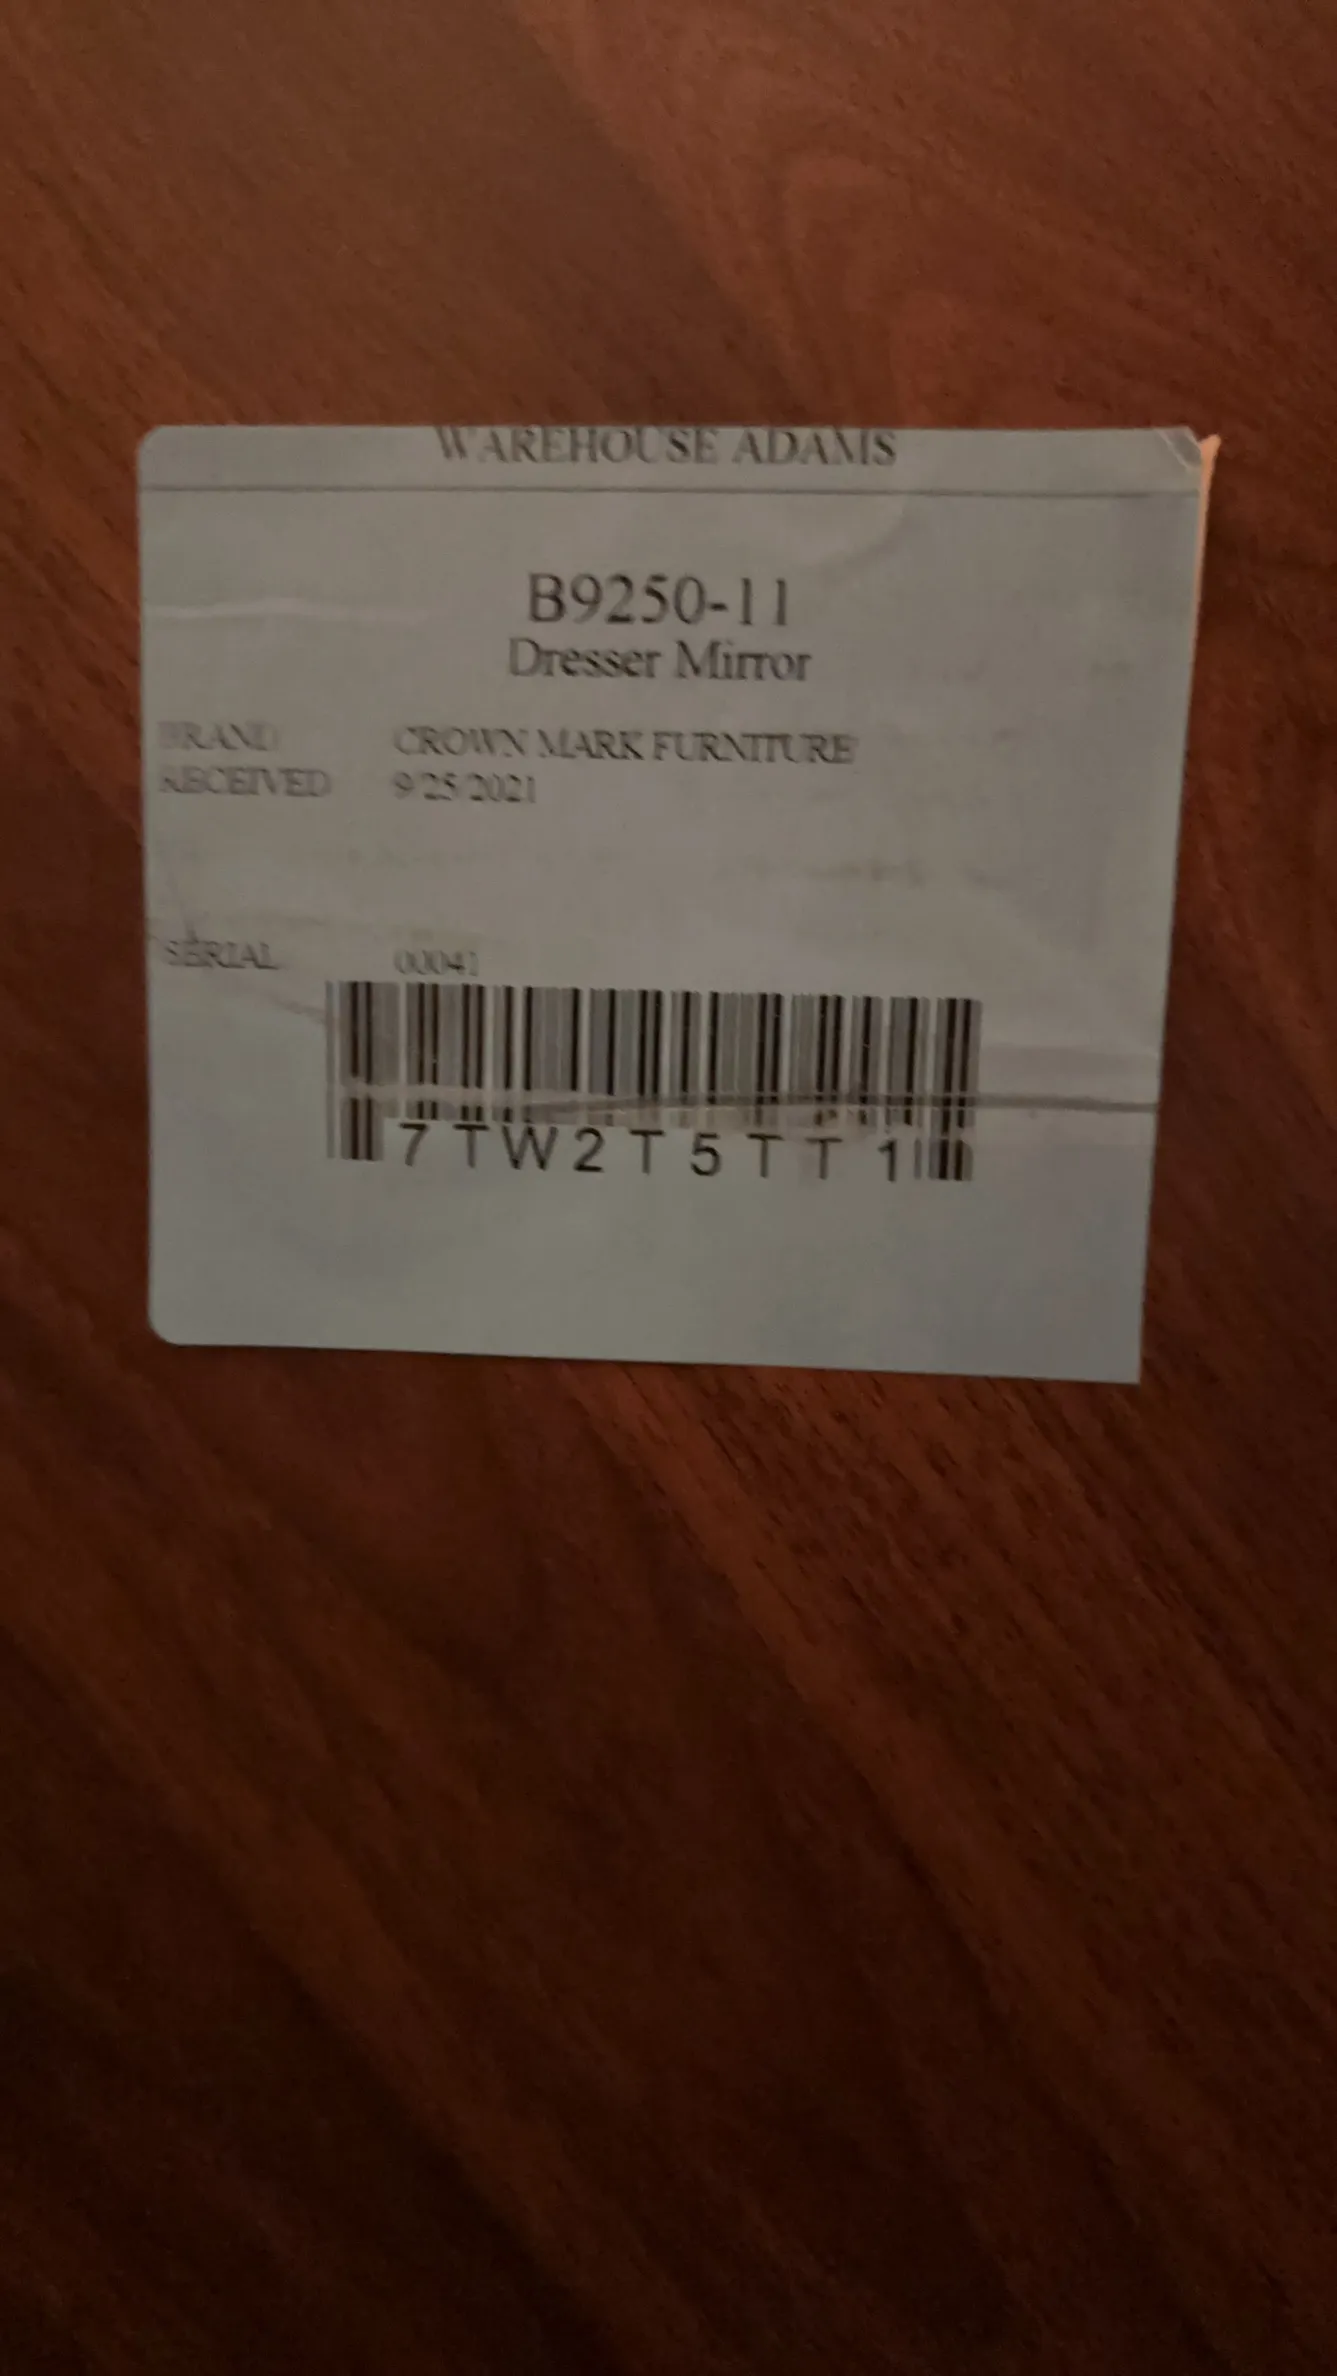 WAREHOUSE ADAMS
B9250-11
Dresser Mirror
BRAND CROWN MARK FURNITURE
RECEIVED 9/25/2021
SERIAL 00041
7TW2T5TT1